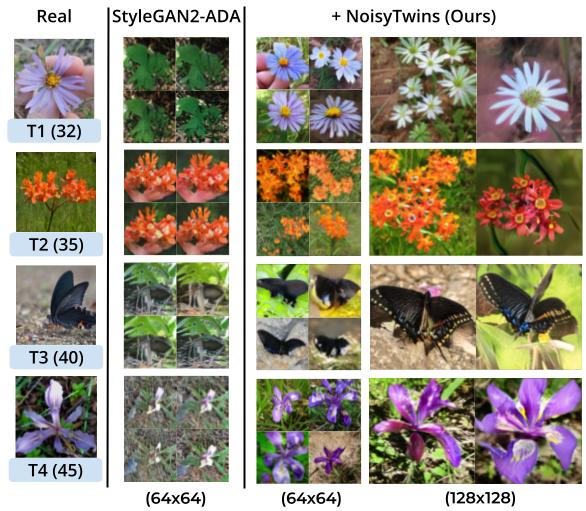 Real
StyleGAN2-ADA
+ NoisyTwins (Ours)
T1 (32)
T2 (35)
T3 (40)
T4 (45)
(64x64)
(64x64)
(128x128)